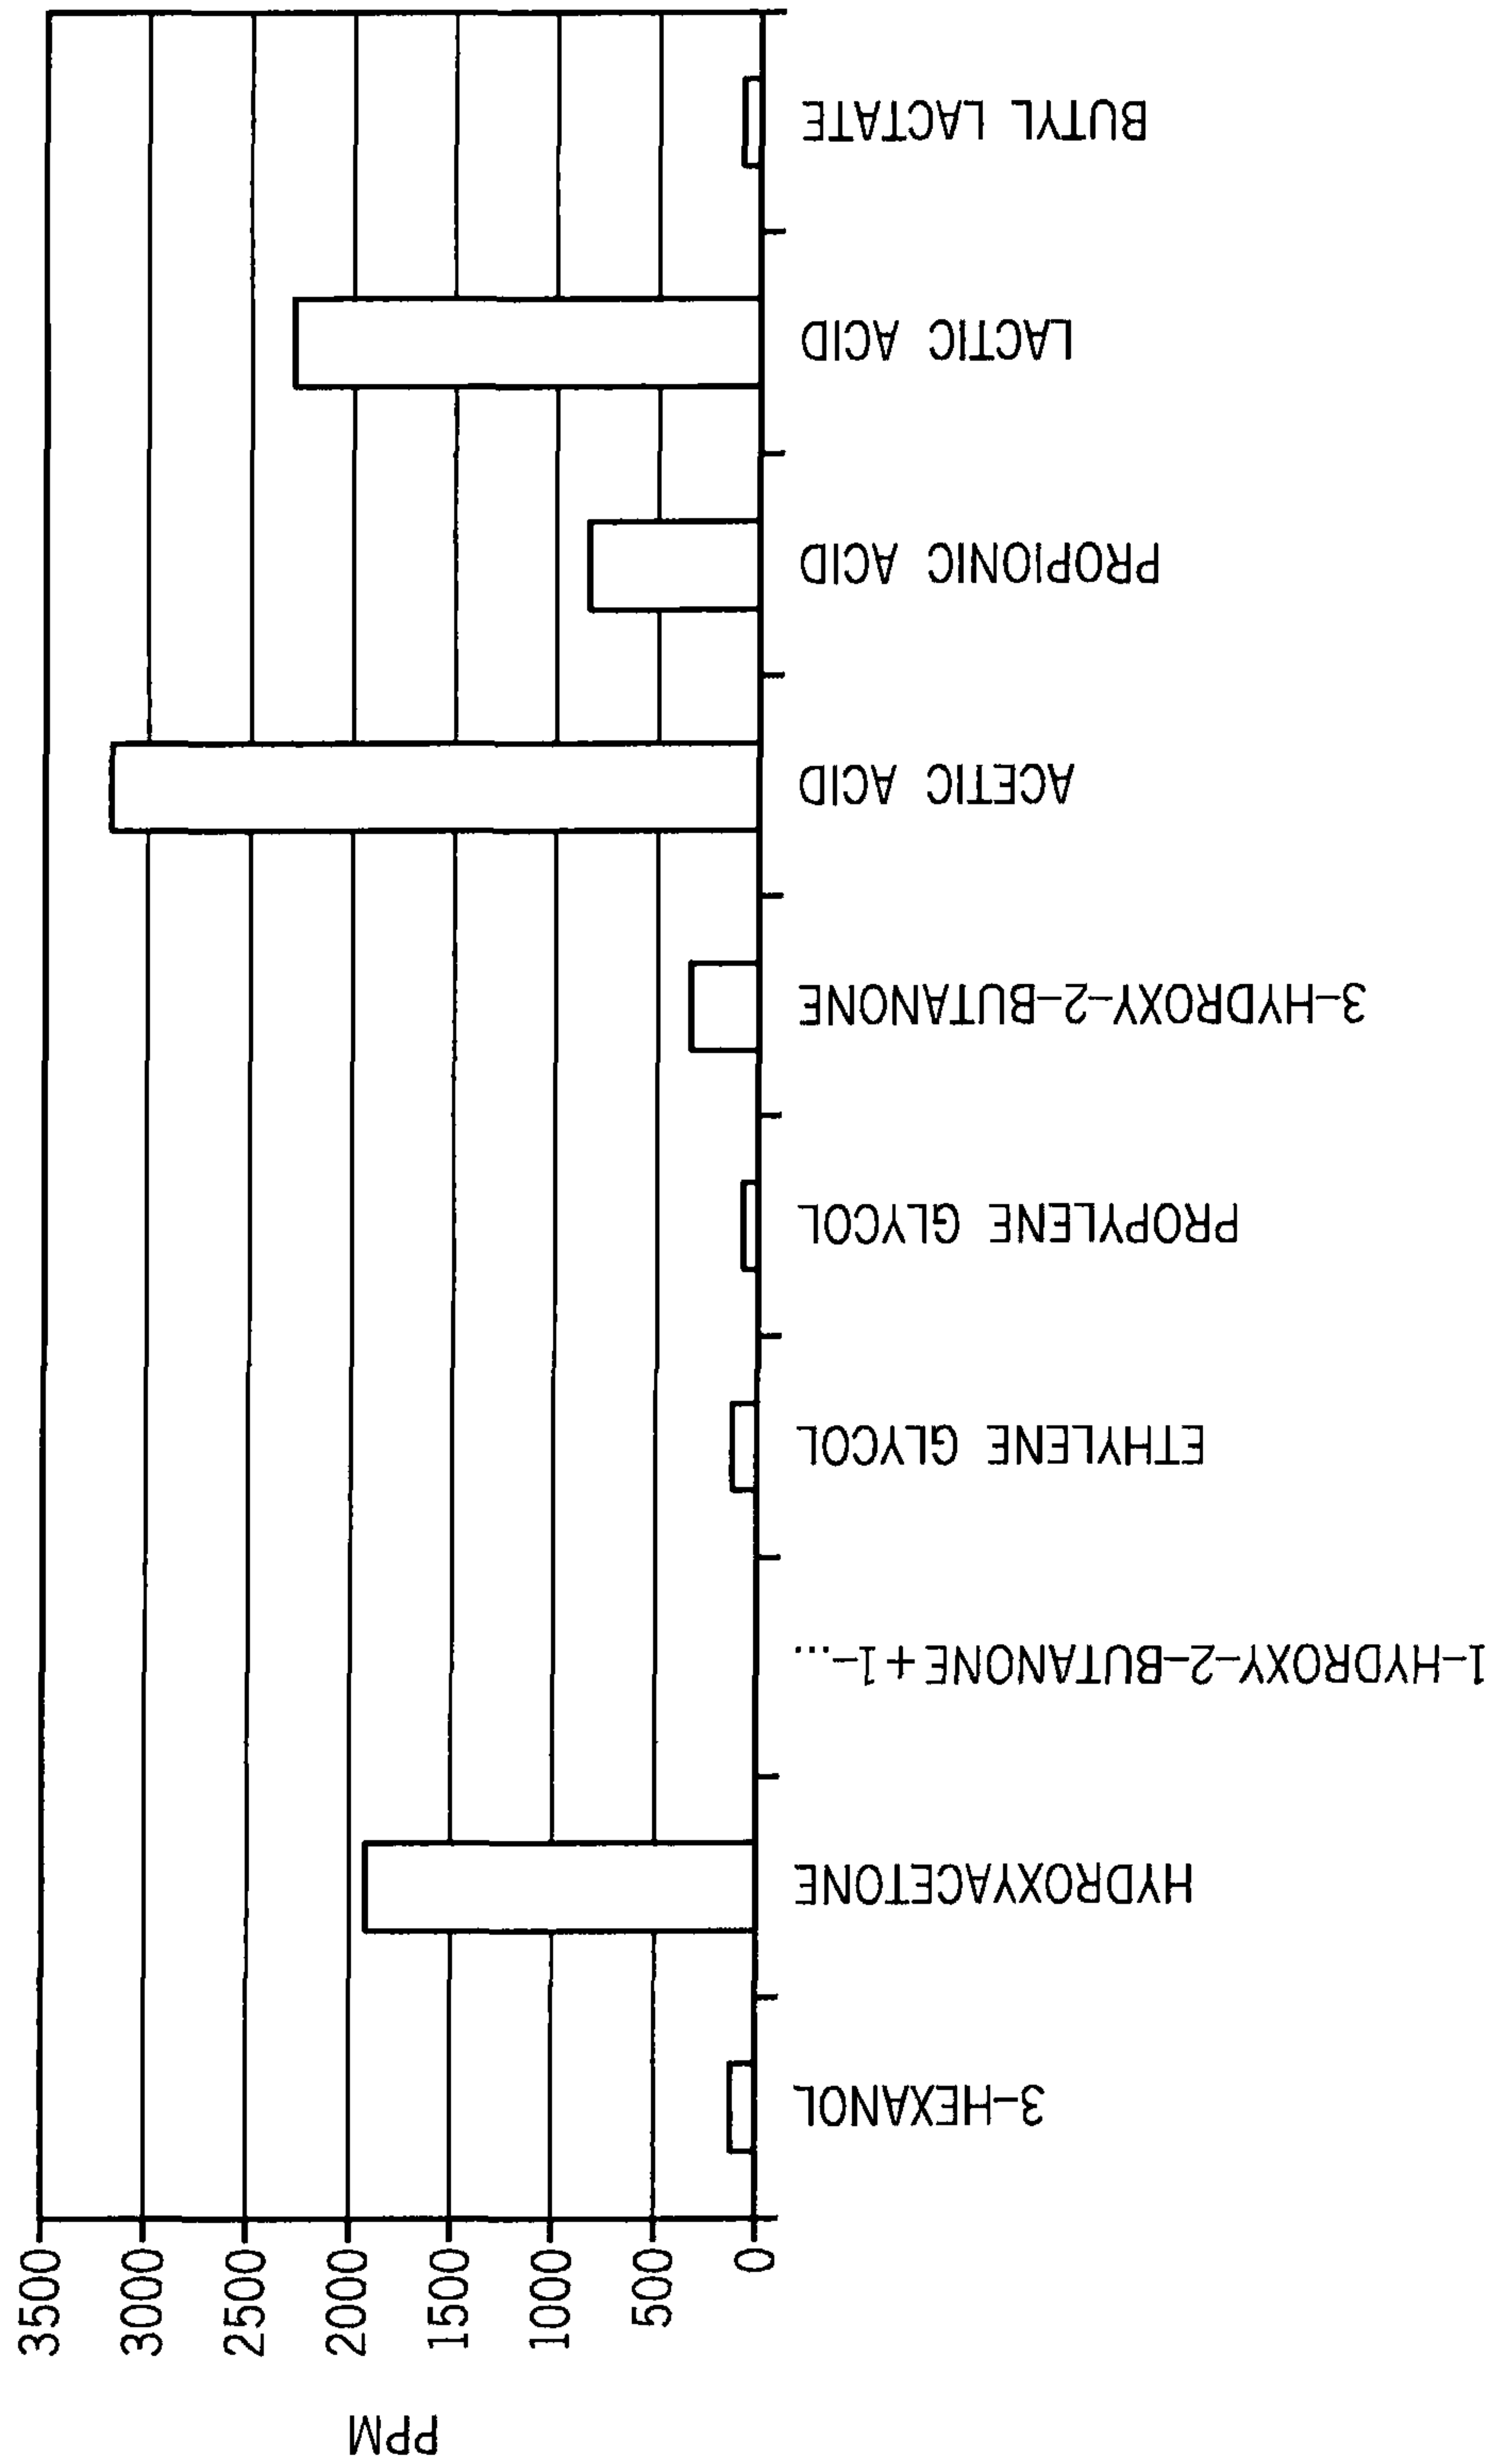 PPM
3500
3000
2500
2000
1500
1000
500
0
3-HEXANOL
HYDROXYACETONE
1-HYDROXY-2-BUTANONE+1-...
ETHYLENE GLYCOL
PROPYLENE GLYCOL
3-HYDROXY-2-BUTANONE
ACETIC ACID
PROPIONIC ACID
LACTIC ACID
BUTYL LACTATE